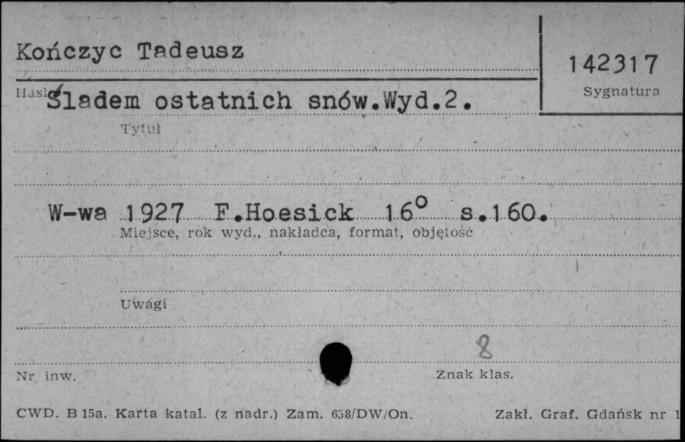 Kończyc Tadeusz
142317
Sygnatura
Hasło
Śladem ostatnich snów.Wyd.2.
Tytuł
W-wa 1927 F.Hoesick 16° s.160.
Miejsce, rok wyd., nakładca, format, objętość
Uwagi
8
Nr inw.
Znak klas.
CWD. B 15a. Karta katal. (z nadr.) Zam. 658/DW/On.
Zakł. Graf. Gdańsk nr 1